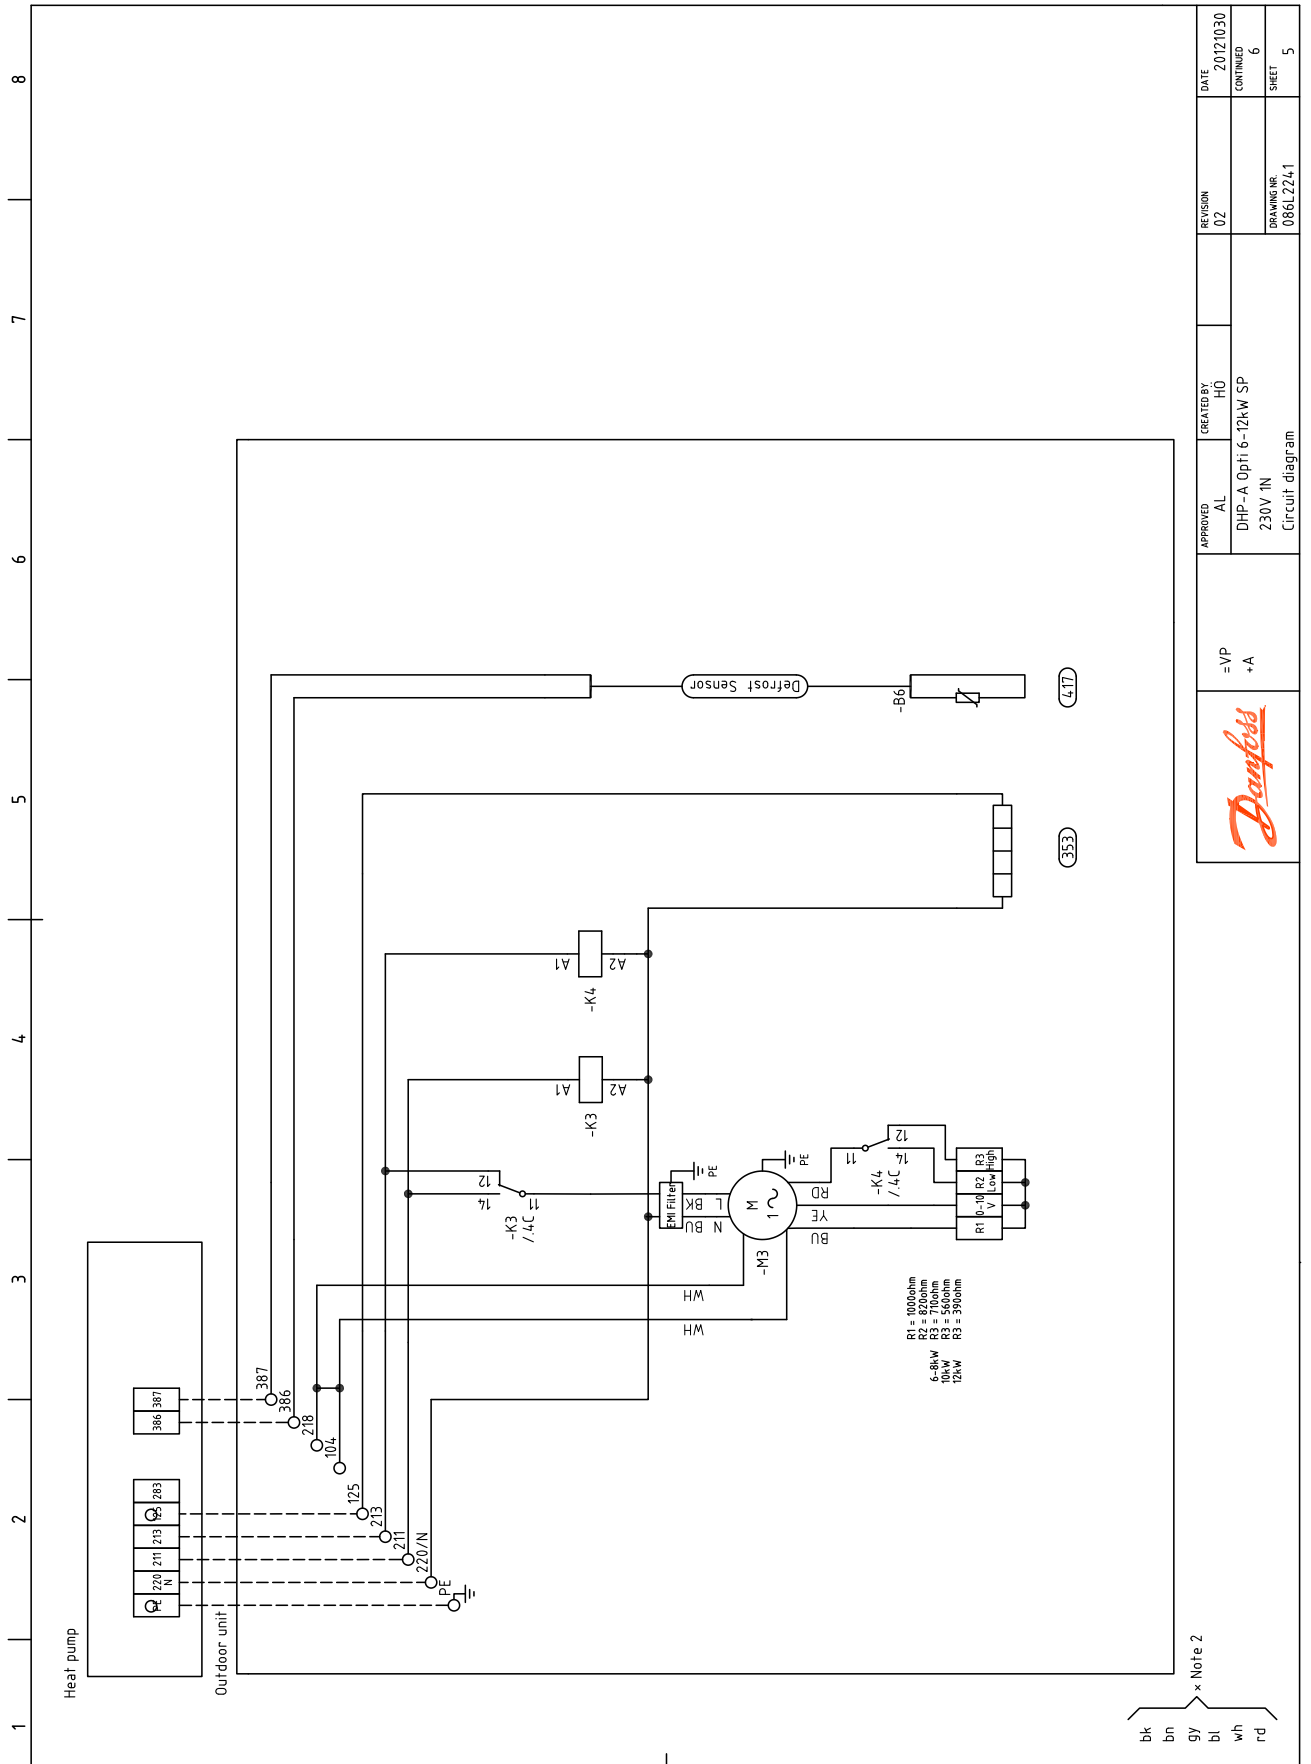 1 2 3 4 5 6 7 8
Heat pump
PE
220
N
211
213
125
283
386
387
Outdoor unit
PE
220/N
211
213
125
104
218
386
387
WH
WH
-K3
/.4C
14
12
11
EMI Filter
PE
N
BU
L
BK
-M3
M
1
PE
BU
YE
RD
-K4
/.4C
11
14
12
R1
0-10
V
R2
Low
R3
High
R1 = 1000ohm
R2 = 820ohm
6-8kW R3 = 710ohm
10kW R3 = 560ohm
12kW R3 = 390ohm
-K3
A1
A2
-K4
A1
A2
353
Defrost Sensor
-B6
417
bk
bn
gy
bl
wh
rd
× Note 2
Danfoss
=VP
+A
APPROVED
AL
CREATED BY
HÖ
REVISION
02
DATE
20121030
DHP-A Opti 6-12kW SP
230V 1N
Circuit diagram
CONTINUED
6
DRAWING NR.
086L2241
SHEET
5